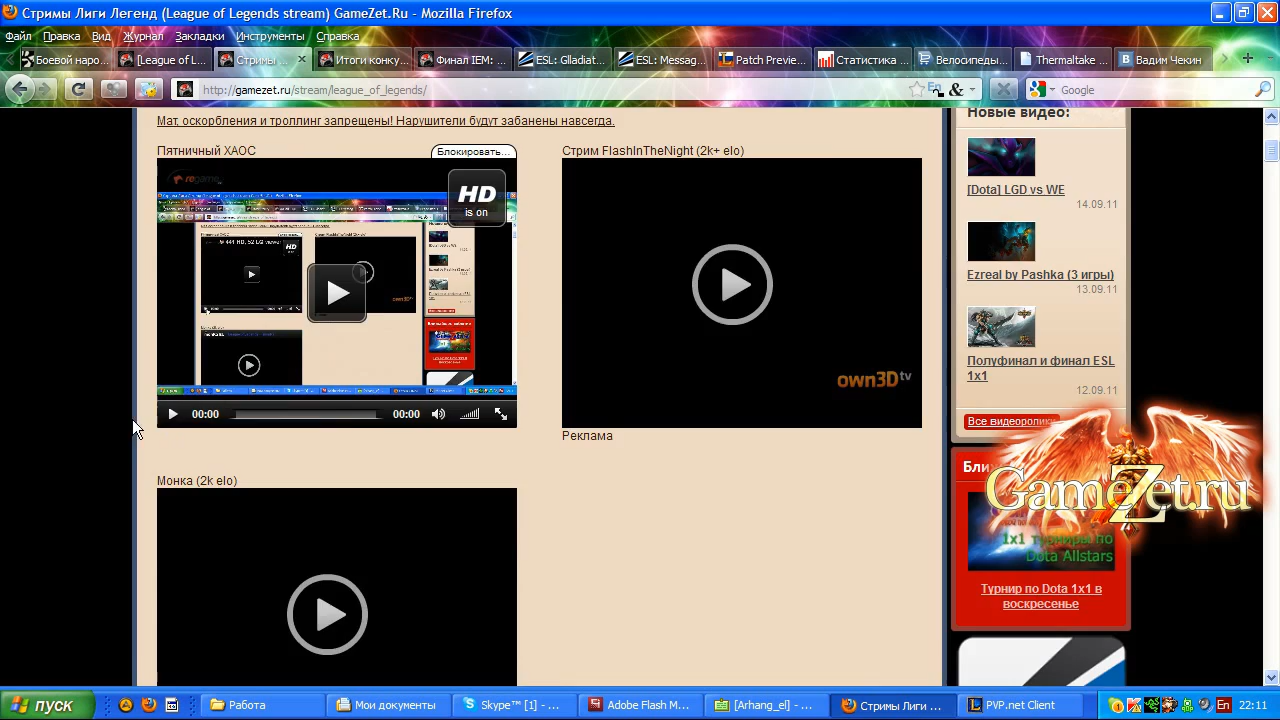 Стримы Лиги Легенд (League of Legends stream) GameZet.Ru - Mozilla Firefox
Файл Правка Вид Журнал Закладки Инструменты Справка
Боевой наро...
[League of L...
Стримы ...
Итоги конку...
Финал IEM: ...
ESL: Glladiat...
ESL: Messag...
Patch Previe...
Статистика ...
Велосипеды...
Thermaltake ...
Вадим Чекин
http://gamezet.ru/stream/league_of_legends/
Google
Мат, оскорбления и троллинг запрещены! Нарушители будут забанены навсегда.
Пятничный ХАОС
Блокировать...
HD
is on
00:00
00:00
Стрим FlashInTheNight (2k+ elo)
own3D tv
Реклама
Монка (2k elo)
Новые видео:
[Dota] LGD vs WE
14.09.11
Ezreal by Pashka (3 игры)
13.09.11
Полуфинал и финал ESL
1x1
12.09.11
Все видеоролики
GameZet.ru
1x1 турниры по
Dota Allstars
Турнир по Dota 1x1 в
воскресенье
пуск
Работа
Мои документы
Skype™ [1] - ...
Adobe Flash M...
[Arhang_el] - ...
Стримы Лиги ...
PVP.net Client
En
22:11